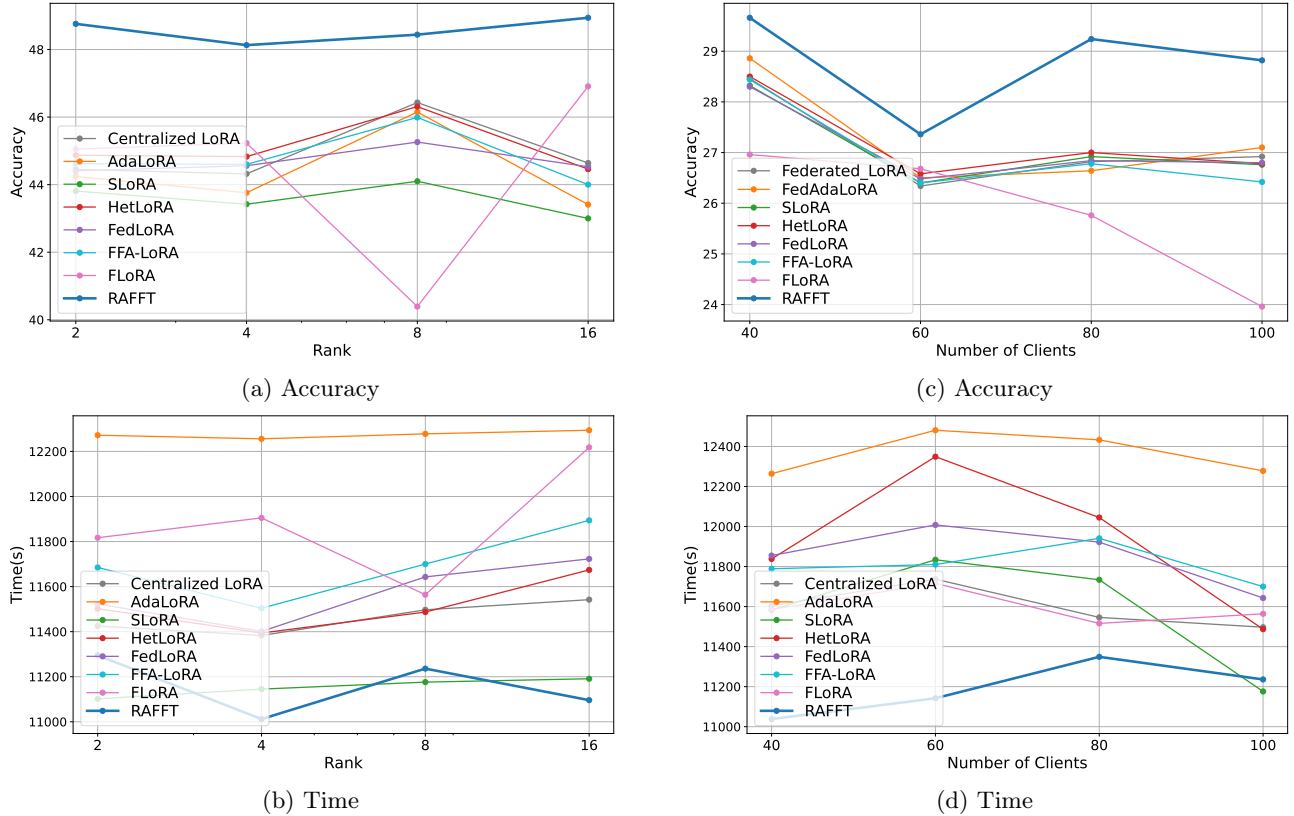 48
46
44
42
40
Accuracy
Centralized LoRA
AdaLoRA
SLoRA
HetLoRA
FedLoRA
FFA-LoRA
FLoRA
RAFFT
2
4
8
16
Rank
(a) Accuracy
29
28
27
26
25
24
Accuracy
Federated_LoRA
FedAdaLoRA
SLoRA
HetLoRA
FedLoRA
FFA-LoRA
FLoRA
RAFFT
40
60
80
100
Number of Clients
(c) Accuracy
12200
12000
11800
11600
11400
11200
11000
Time(s)
Centralized LoRA
AdaLoRA
SLoRA
HetLoRA
FedLoRA
FFA-LoRA
FLoRA
RAFFT
2
4
8
16
Rank
(b) Time
12400
12200
12000
11800
11600
11400
11200
11000
Time(s)
Centralized LoRA
AdaLoRA
SLoRA
HetLoRA
FedLoRA
FFA-LoRA
FLoRA
RAFFT
40
60
80
100
Number of Clients
(d) Time